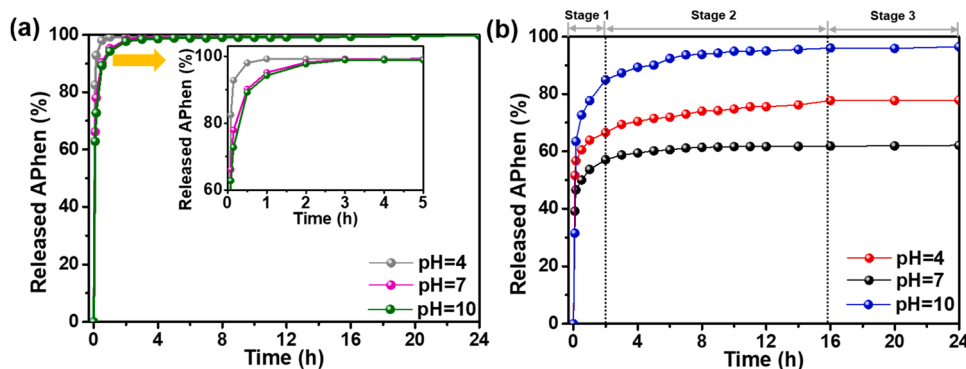 (a)
Released APhen (%)
100
80
60
40
20
0
0 4 8 12 16 20 24
Time (h)
Released APhen (%)
100
80
60
0 1 2 3 4 5
Time (h)
pH=4
pH=7
pH=10
(b)
Stage 1 Stage 2 Stage 3
Released APhen (%)
100
80
60
40
20
0
0 4 8 12 16 20 24
Time (h)
pH=4
pH=7
pH=10